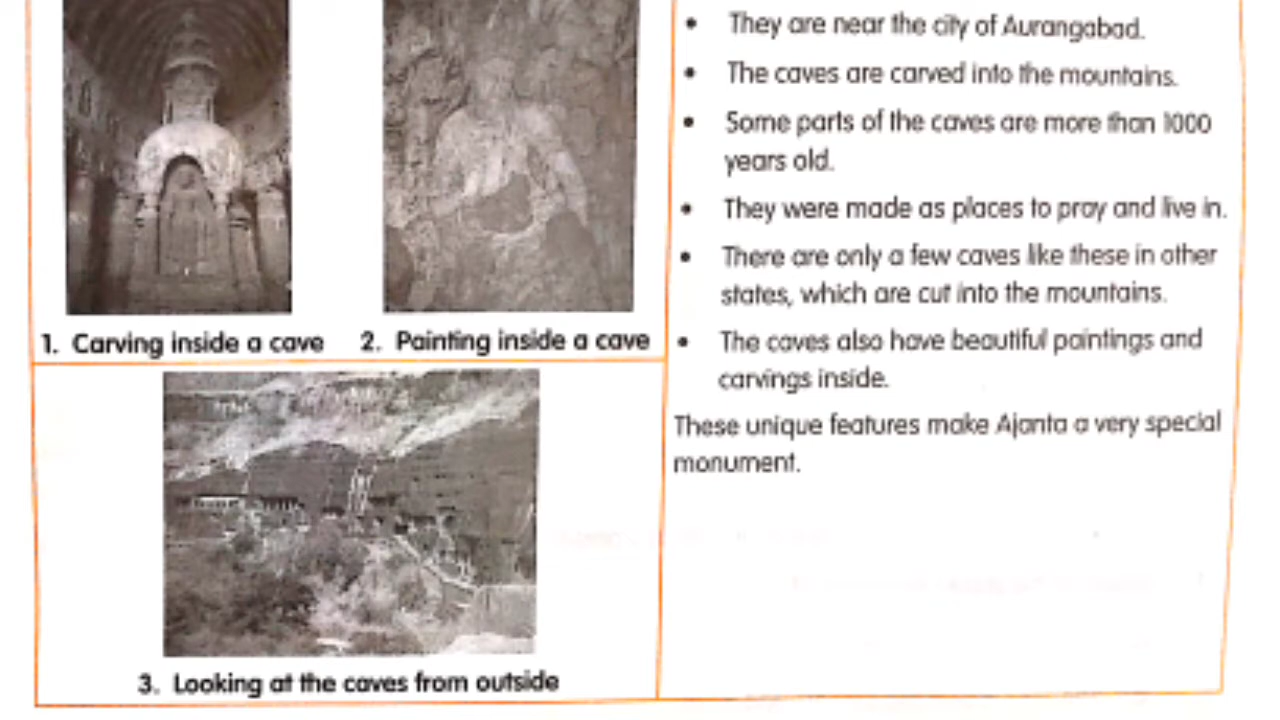 1. Carving inside a cave
2. Painting inside a cave
3. Looking at the caves from outside
• They are near the city of Aurangabad.
• The caves are carved into the mountains.
• Some parts of the caves are more than 1000
years old.
• They were made as places to pray and live in.
• There are only a few caves like these in other
states, which are cut into the mountains.
• The caves also have beautiful paintings and
carvings inside.
These unique features make Ajanta a very special
monument.